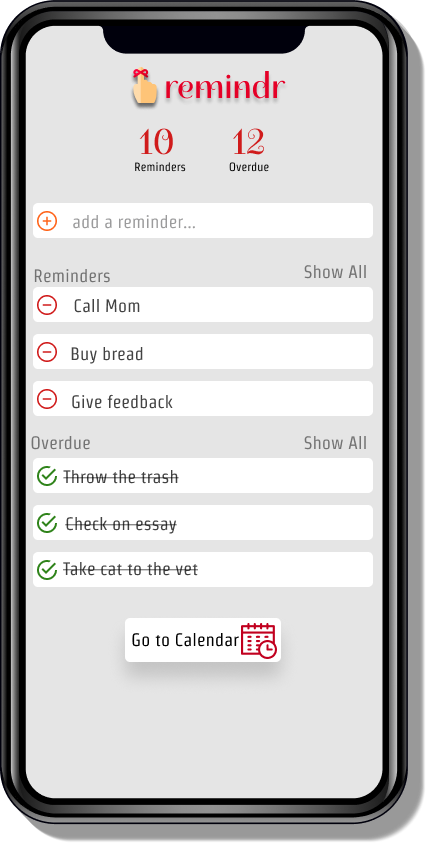 remindr
10 12
Reminders Overdue
add a reminder...
Reminders Show All
Call Mom
Buy bread
Give feedback
Overdue Show All
Throw the trash
Check on essay
Take cat to the vet
Go to Calendar